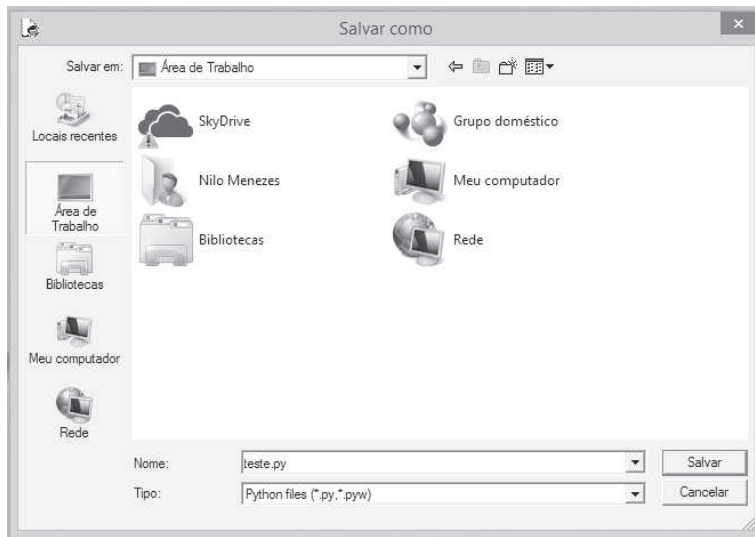 Salvar como
×
Salvar em:
Área de Trabalho
Locais recentes
Área de
Trabalho
Bibliotecas
Meu computador
Rede
SkyDrive
Grupo doméstico
Nilo Menezes
Meu computador
Bibliotecas
Rede
Nome:
teste.py
Salvar
Tipo:
Python files (*.py,*.pyw)
Cancelar